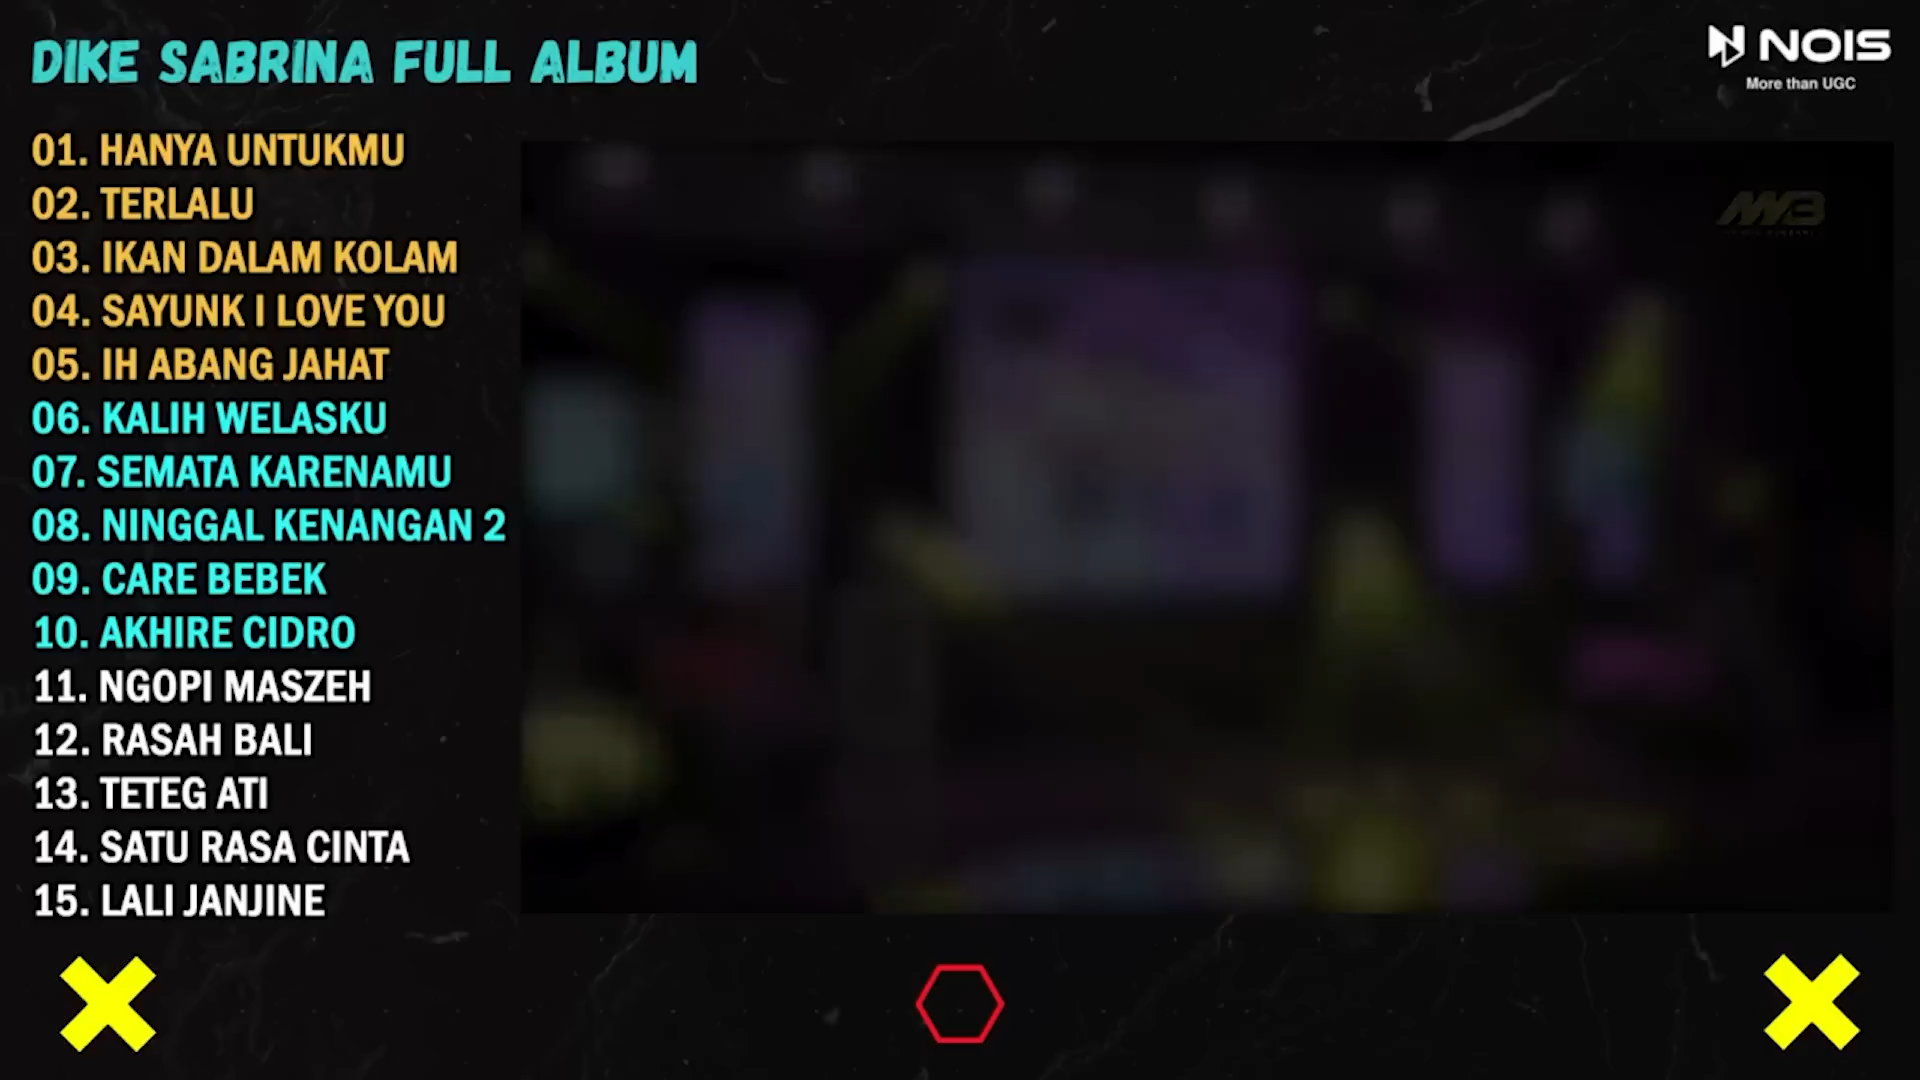 DIKE SABRINA FULL ALBUM
NOIS
More than UGC
01. HANYA UNTUKMU
02. TERLALU
03. IKAN DALAM KOLAM
04. SAYUNK I LOVE YOU
05. IH ABANG JAHAT
06. KALIH WELASKU
07. SEMATA KARENAMU
08. NINGGAL KENANGAN 2
09. CARE BEBEK
10. AKHIRE CIDRO
11. NGOPI MASZEH
12. RASAH BALI
13. TETEG ATI
14. SATU RASA CINTA
15. LALI JANJINE